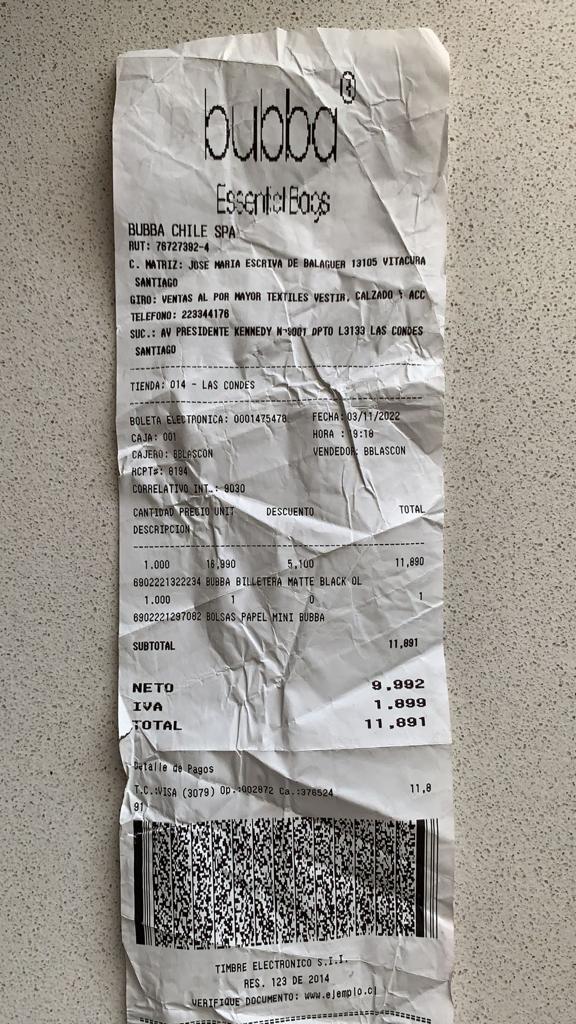 bubba®
Essential Bags
BUBBA CHILE SPA
RUT: 76727392-4
C. MATRIZ: JOSE MARIA ESCRIVA DE BALAGUER 13105 VITACURA
SANTIAGO
GIRO: VENTAS AL POR MAYOR TEXTILES VESTIR, CALZADO Y ACC
TELEFONO: 223344176
SUC.: AV PRESIDENTE KENNEDY N°9001 DPTO L3133 LAS CONDES
SANTIAGO
TIENDA: 014 - LAS CONDES
BOLETA ELECTRONICA: 0001475478 FECHA:03/11/2022
CAJA: 001 HORA : 9:18
CAJERO: BBLASCON VENDEDOR: BBLASCON
RCPT#: 8194
CORRELATIVO INT.: 9030
CANTIDAD PRECIO UNIT DESCUENTO TOTAL
DESCRIPCION
1.000 16,990 5,100 11,890
6902221322234 BUBBA BILLETERA MATTE BLACK OL
1.000 1 0 1
6902221297082 BOLSAS PAPEL MINI BUBBA
SUBTOTAL 11,891
NETO 9.992
IVA 1.899
TOTAL 11.891
Detalle de Pagos
T.C.:VISA (3079) Op.:002872 Ca.:376524 11,8
91
TIMBRE ELECTRONICO S.I.I.
RES. 123 DE 2014
VERIFIQUE DOCUMENTO: www.ejemplo.cl